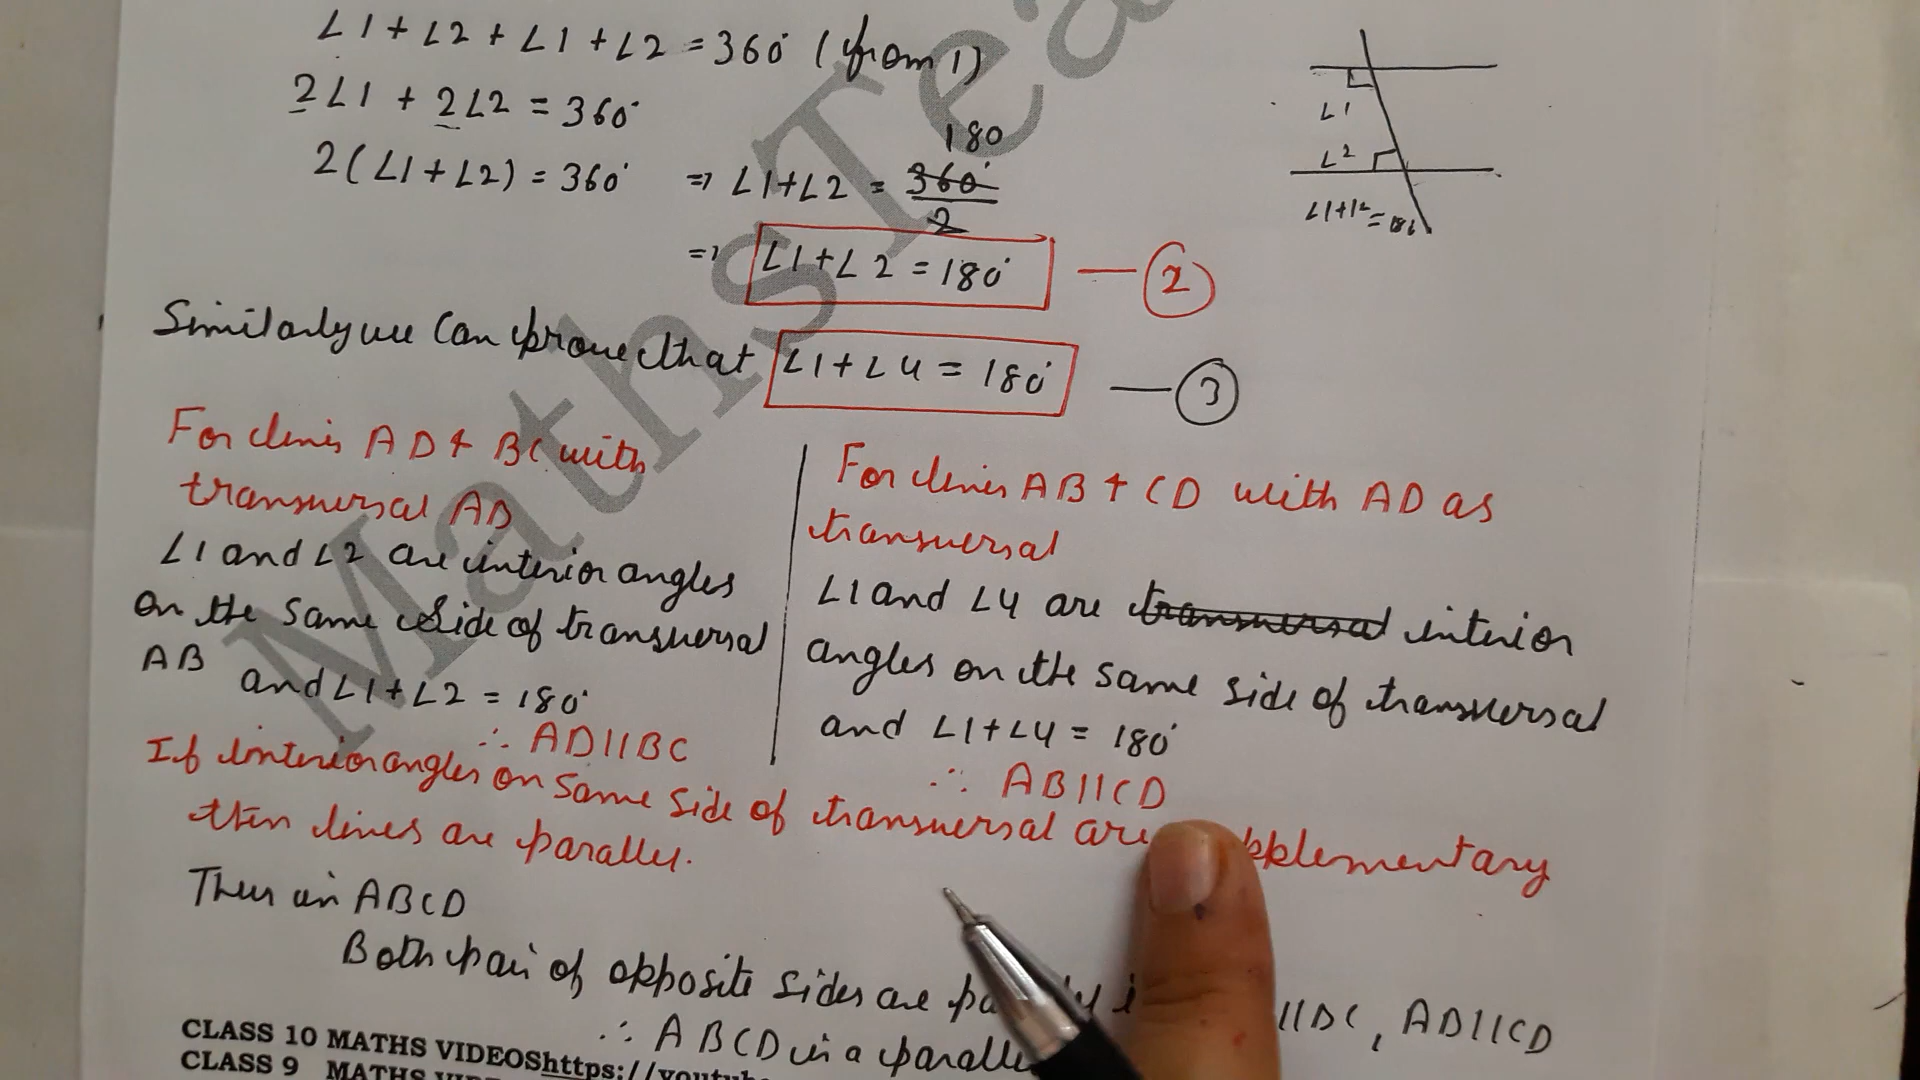 ∠1+∠2+∠1+∠2 = 360° (from 1)
2∠1 + 2∠2 = 360°
2(∠1+∠2) = 360° ⇒ ∠1+∠2 = 360°/2 180
⇒ ∠1+∠2 = 180° — 2
Similarly we can prove that ∠1+∠4 = 180° — 3
∠1
∠2
For lines AD & BC with
transversal AB
∠1 and ∠2 are interior angles
on the same side of transversal
AB and ∠1+∠2 = 180°
∴ AD||BC
For lines AB & CD with AD as
transversal
∠1 and ∠4 are transversal interior
angles on the same side of transversal
and ∠1+∠4 = 180°
∴ AB||CD
If interior angles on same side of transversal are
then lines are parallel.
Thus in ABCD
Both pair of opposite sides are ||DC, AD||CD
∴ ABCD is a
Maths
CLASS 10 MATHS VIDEOShttps://youtub
CLASS 9 MATHS